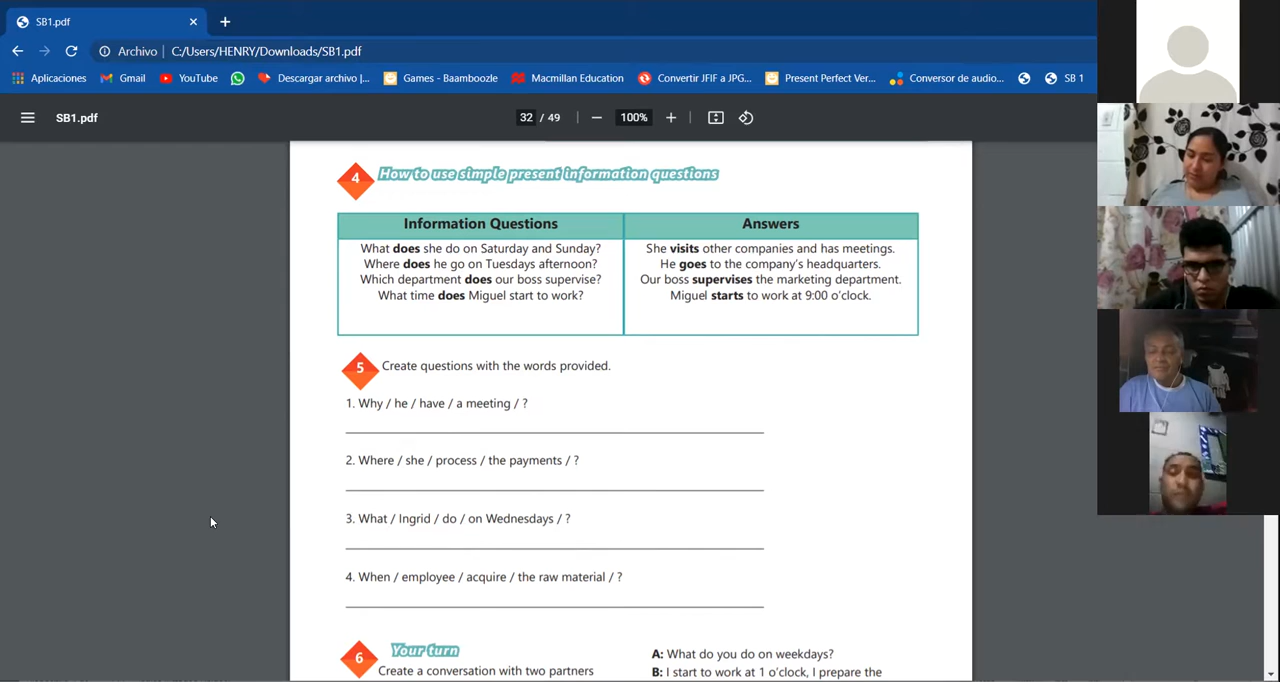 SB1.pdf
Archivo C:/Users/HENRY/Downloads/SB1.pdf
Aplicaciones Gmail YouTube Descargar archivo |... Games - Baamboozle Macmillan Education Convertir JFIF a JPG... Present Perfect Ver... Conversor de audio... SB 1
SB1.pdf 32 / 49 100%
4 How to use simple present information questions
Information Questions Answers
What does she do on Saturday and Sunday? She visits other companies and has meetings.
Where does he go on Tuesdays afternoon? He goes to the company's headquarters.
Which department does our boss supervise? Our boss supervises the marketing department.
What time does Miguel start to work? Miguel starts to work at 9:00 o'clock.
5 Create questions with the words provided.
1. Why / he / have / a meeting / ?
2. Where / she / process / the payments / ?
3. What / Ingrid / do / on Wednesdays / ?
4. When / employee / acquire / the raw material / ?
6 Your turn
Create a conversation with two partners
A: What do you do on weekdays?
B: I start to work at 1 o'clock, I prepare the